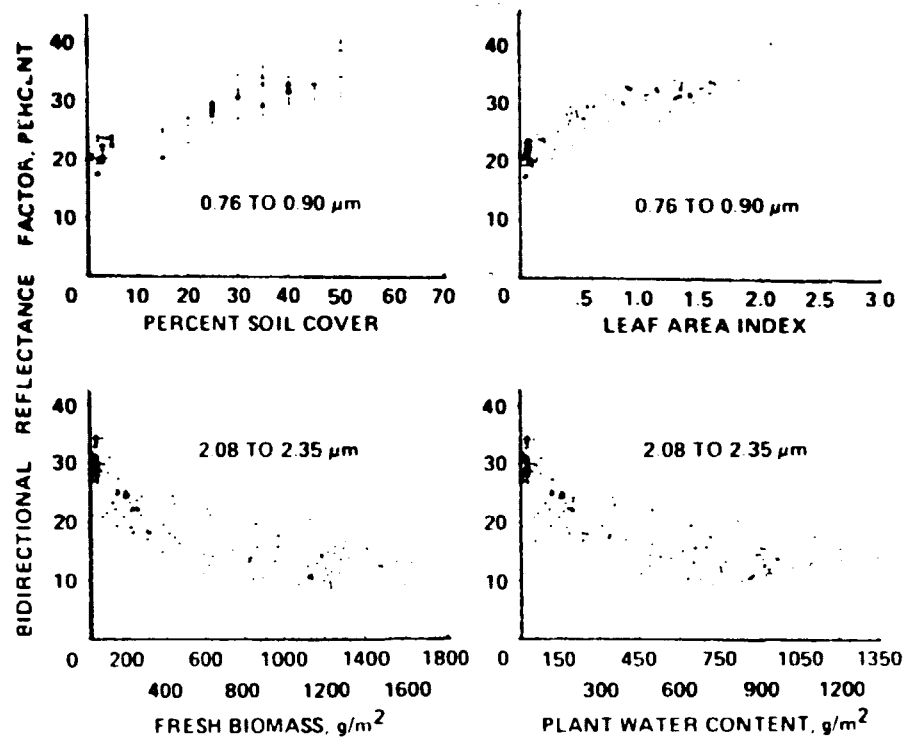 BIDIRECTIONAL REFLECTANCE FACTOR, PERCENT
40
30
20
10
0.76 TO 0.90 μm
0 10 20 30 40 50 60 70
PERCENT SOIL COVER
40
30
20
10
0.76 TO 0.90 μm
0 .5 1.0 1.5 2.0 2.5 3.0
LEAF AREA INDEX
40
30
20
10
2.08 TO 2.35 μm
0 200 600 1000 1400 1800
400 800 1200 1600
FRESH BIOMASS, g/m²
40
30
20
10
2.08 TO 2.35 μm
0 150 450 750 1050 1350
300 600 900 1200
PLANT WATER CONTENT, g/m²